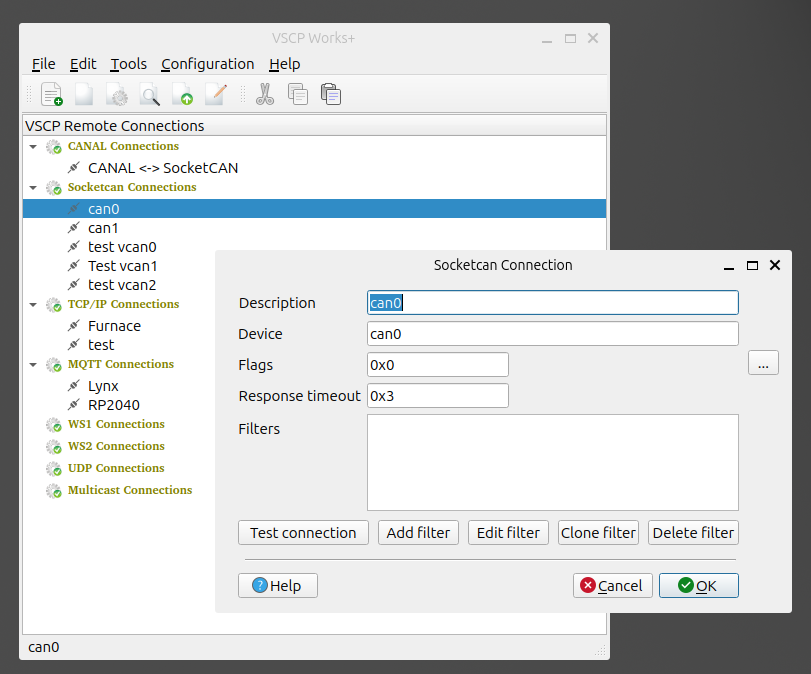 VSCP Works+
File Edit Tools Configuration Help
VSCP Remote Connections
CANAL Connections
CANAL <-> SocketCAN
Socketcan Connections
can0
can1
test vcan0
Test vcan1
test vcan2
TCP/IP Connections
Furnace
test
MQTT Connections
Lynx
RP2040
WS1 Connections
WS2 Connections
UDP Connections
Multicast Connections
can0
Socketcan Connection
Description can0
Device can0
Flags 0x0 ...
Response timeout 0x3
Filters
Test connection Add filter Edit filter Clone filter Delete filter
Help Cancel OK